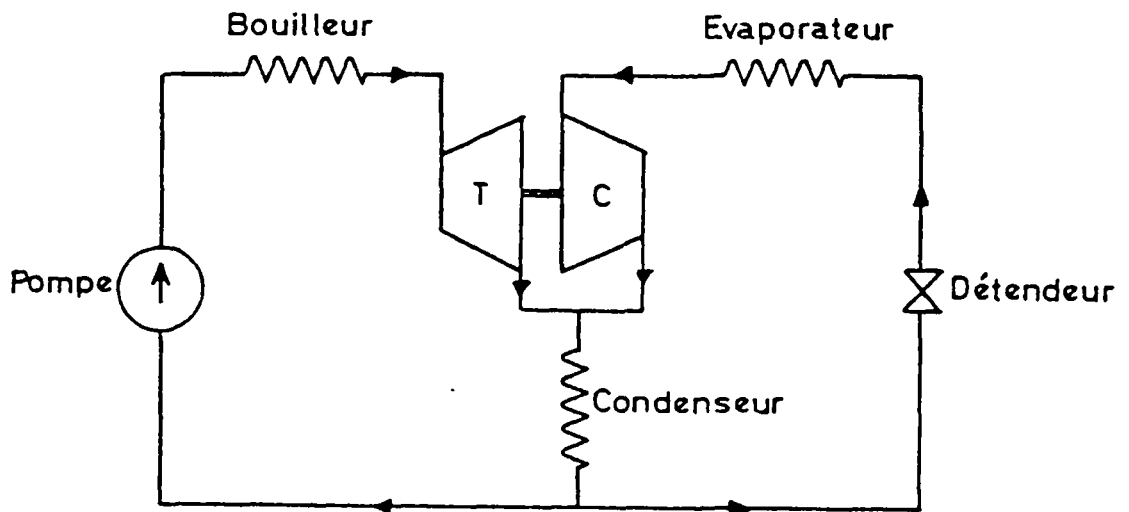 Bouilleur
Evaporateur
T
C
Pompe
Détendeur
Condenseur